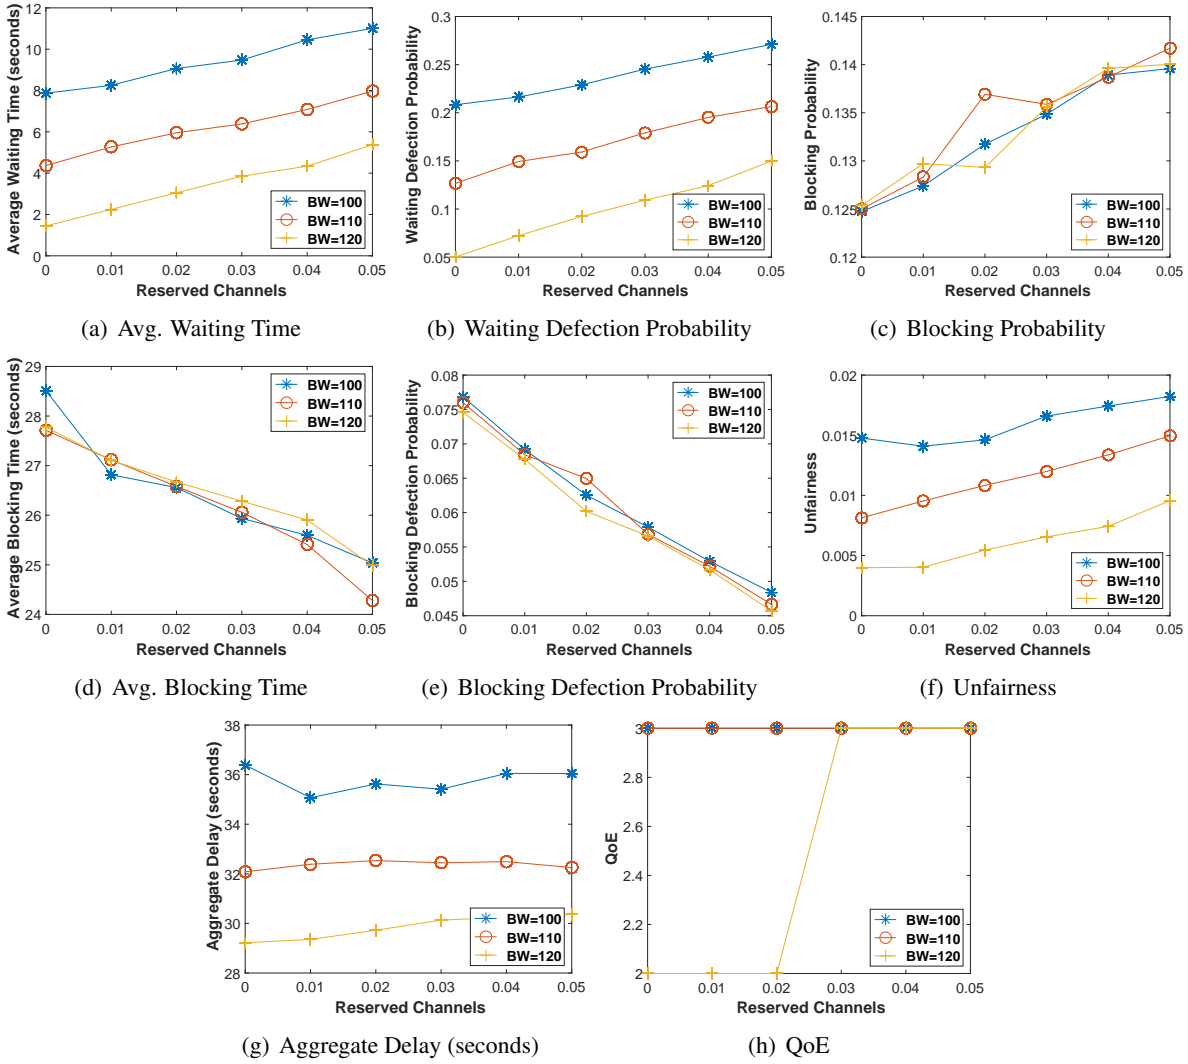 12
10
8
6
4
2
0
0 0.01 0.02 0.03 0.04 0.05
Average Waiting Time (seconds)
Reserved Channels
BW=100
BW=110
BW=120
(a) Avg. Waiting Time
0.3
0.25
0.2
0.15
0.1
0.05
0 0.01 0.02 0.03 0.04 0.05
Waiting Defection Probability
Reserved Channels
BW=100
BW=110
BW=120
(b) Waiting Defection Probability
0.145
0.14
0.135
0.13
0.125
0.12
0 0.01 0.02 0.03 0.04 0.05
Blocking Probability
Reserved Channels
BW=100
BW=110
BW=120
(c) Blocking Probability
29
28
27
26
25
24
0 0.01 0.02 0.03 0.04 0.05
Average Blocking Time (seconds)
Reserved Channels
BW=100
BW=110
BW=120
(d) Avg. Blocking Time
0.08
0.075
0.07
0.065
0.06
0.055
0.05
0.045
0 0.01 0.02 0.03 0.04 0.05
Blocking Defection Probability
Reserved Channels
BW=100
BW=110
BW=120
(e) Blocking Defection Probability
0.02
0.015
0.01
0.005
0
0 0.01 0.02 0.03 0.04 0.05
Unfairness
Reserved Channels
BW=100
BW=110
BW=120
(f) Unfairness
38
36
34
32
30
28
0 0.01 0.02 0.03 0.04 0.05
Aggregate Delay (seconds)
Reserved Channels
BW=100
BW=110
BW=120
(g) Aggregate Delay (seconds)
3
2.8
2.6
2.4
2.2
2
0 0.01 0.02 0.03 0.04 0.05
QoE
Reserved Channels
BW=100
BW=110
BW=120
(h) QoE